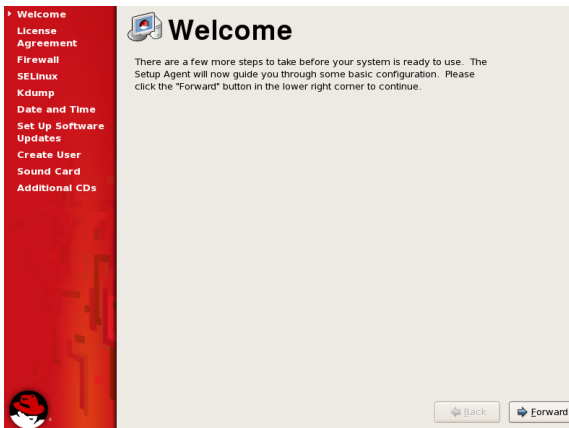 Welcome
License
Agreement
Firewall
SELinux
Kdump
Date and Time
Set Up Software
Updates
Create User
Sound Card
Additional CDs
Welcome
There are a few more steps to take before your system is ready to use.  The
Setup Agent will now guide you through some basic configuration.  Please
click the "Forward" button in the lower right corner to continue.
Back
Forward